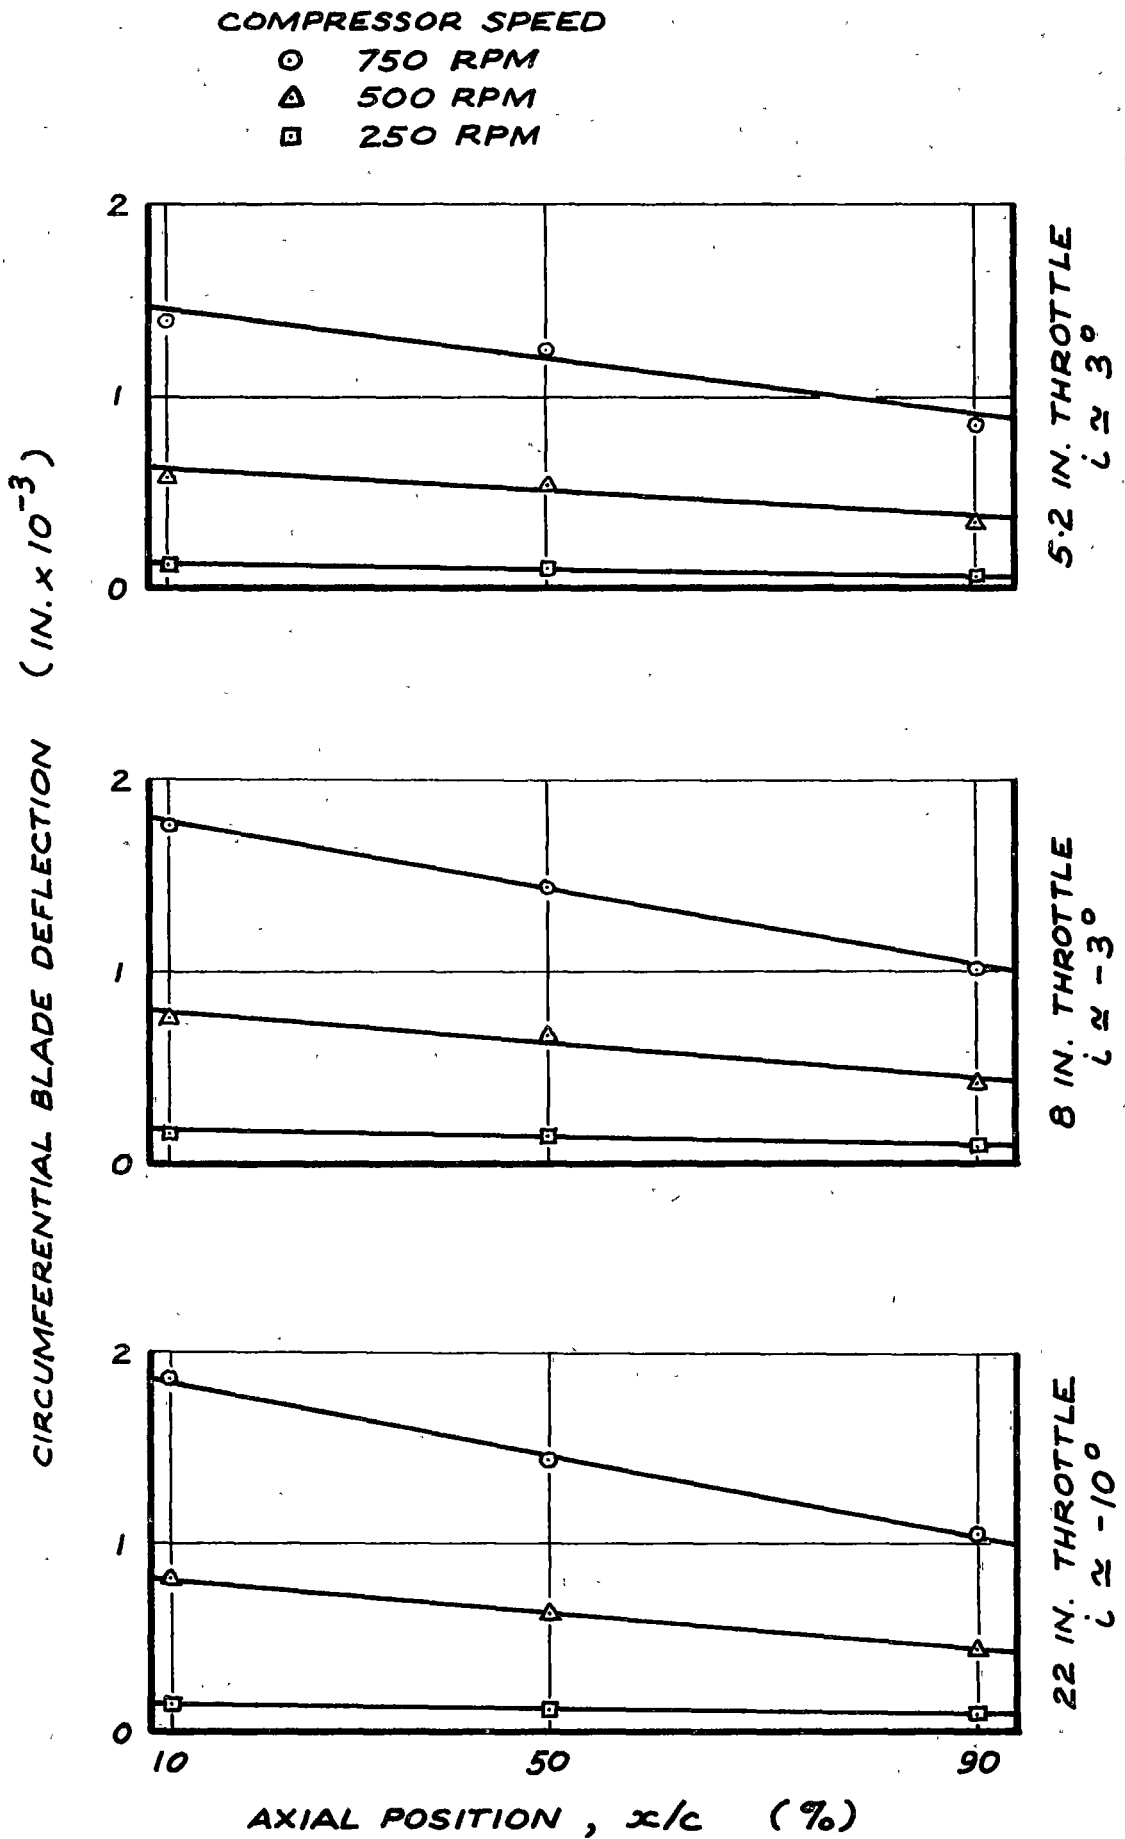 COMPRESSOR SPEED
750 RPM
500 RPM
250 RPM
2
1
0
5·2 IN. THROTTLE
i ≃ 3°
CIRCUMFERENTIAL BLADE DEFLECTION (IN. x 10⁻³)
2
1
0
8 IN. THROTTLE
i ≃ -3°
2
1
0
22 IN. THROTTLE
i ≃ -10°
10 50 90
AXIAL POSITION, x/c (%)